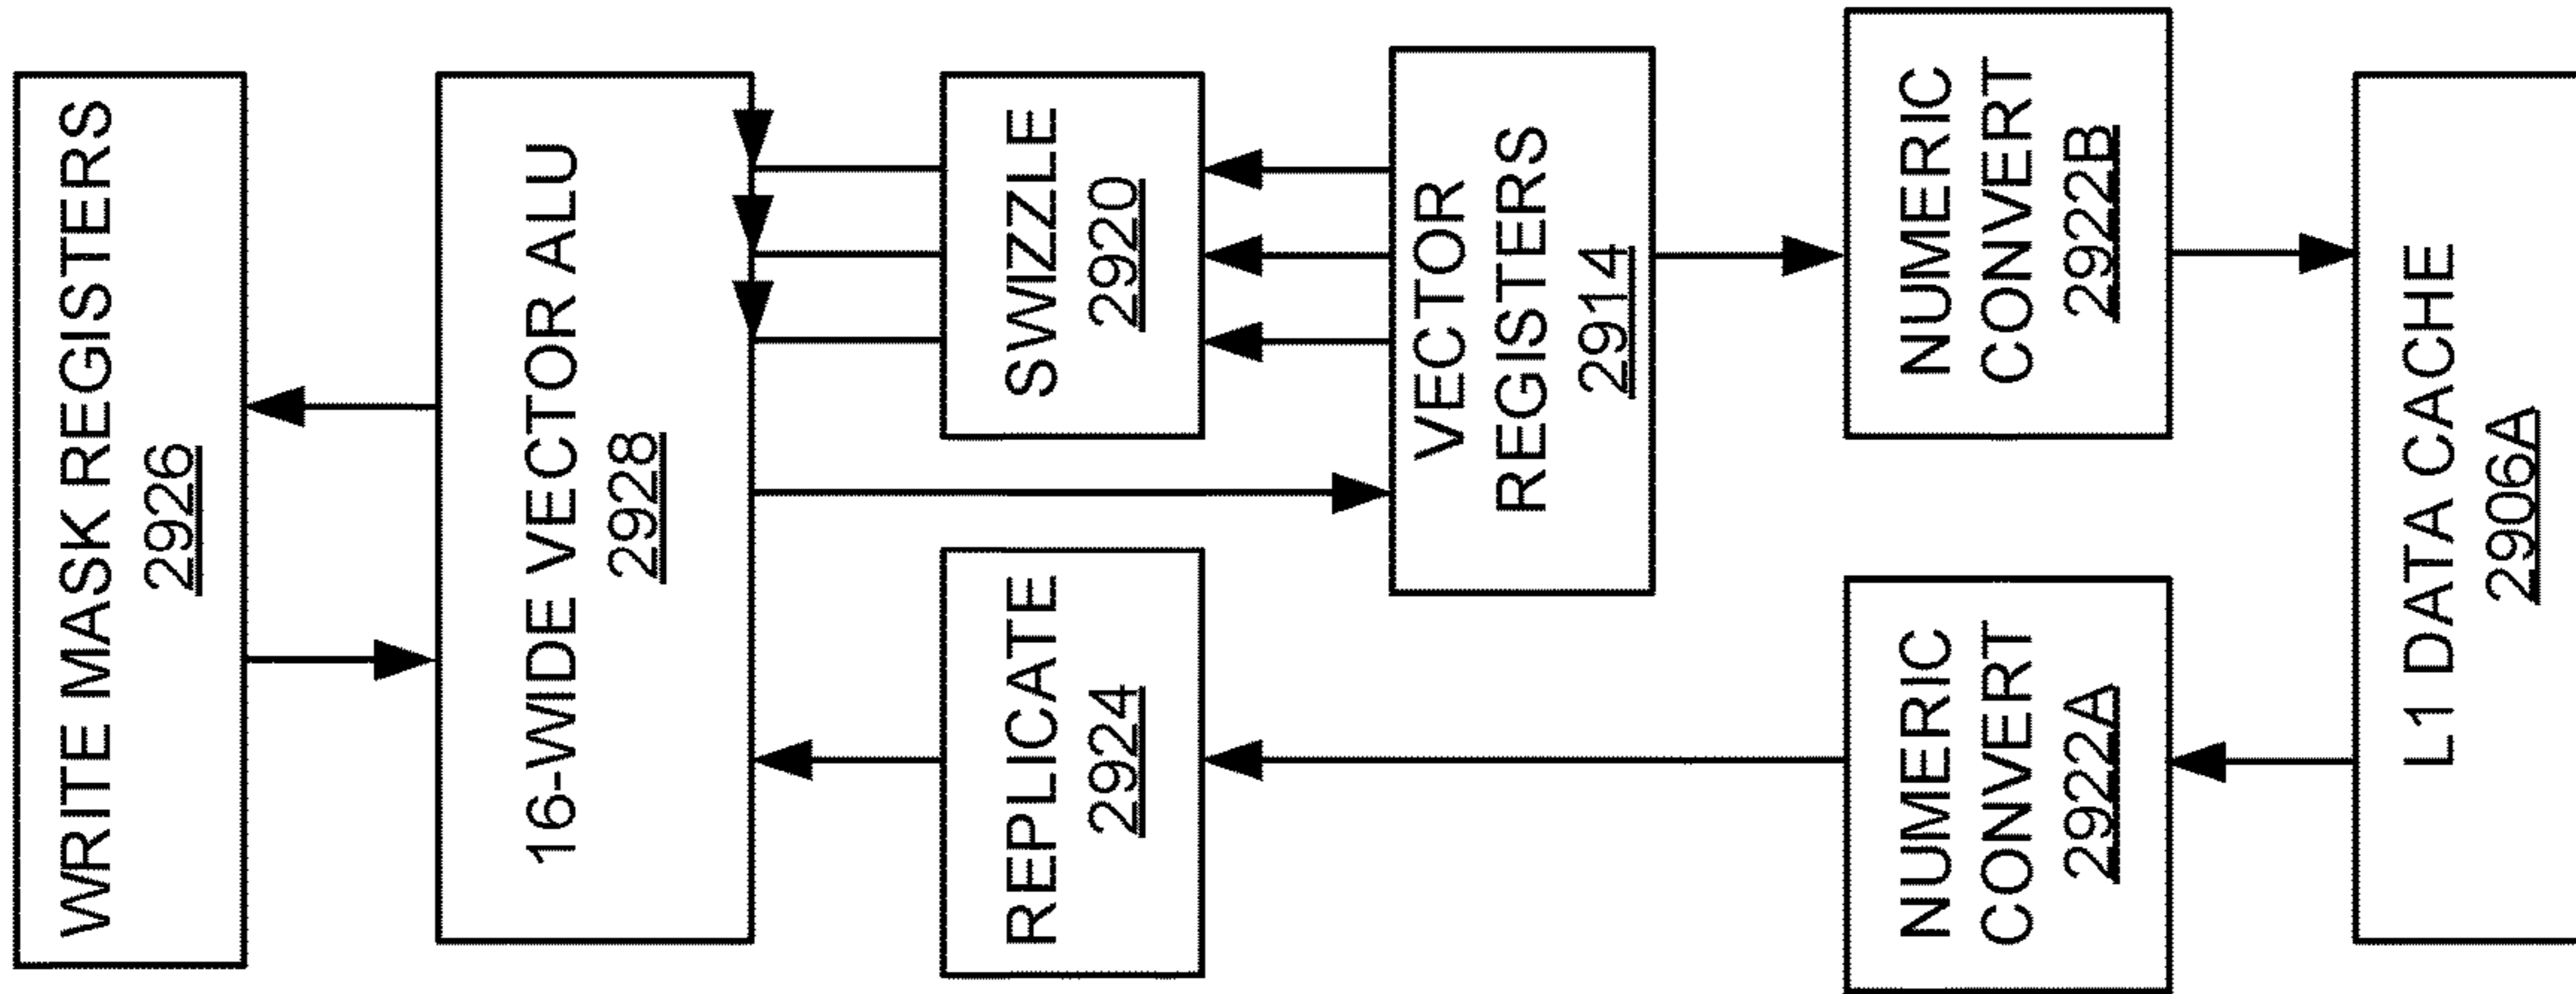 WRITE MASK REGISTERS
2926
16-WIDE VECTOR ALU
2928
REPLICATE
2924
SWIZZLE
2920
VECTOR
REGISTERS
2914
NUMERIC
CONVERT
2922A
NUMERIC
CONVERT
2922B
L1 DATA CACHE
2906A